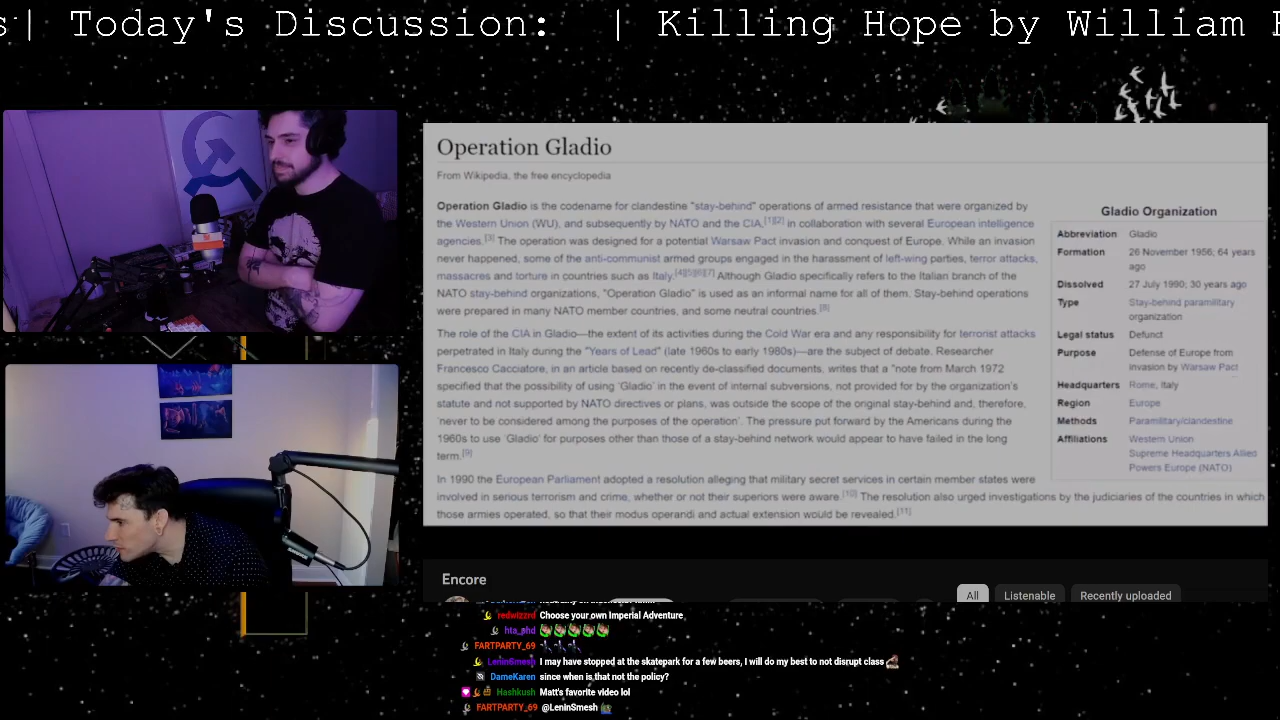 s| Today's Discussion: | Killing Hope by William
Operation Gladio
From Wikipedia, the free encyclopedia
Operation Gladio is the codename for clandestine "stay-behind" operations of armed resistance that were organized by
the Western Union (WU), and subsequently by NATO and the CIA,[1][2] in collaboration with several European intelligence
agencies.[3] The operation was designed for a potential Warsaw Pact invasion and conquest of Europe. While an invasion
never happened, some of the anti-communist armed groups engaged in the harassment of left-wing parties, terror attacks,
massacres and torture in countries such as Italy.[4][5][6][7] Although Gladio specifically refers to the Italian branch of the
NATO stay-behind organizations, "Operation Gladio" is used as an informal name for all of them. Stay-behind operations
were prepared in many NATO member countries, and some neutral countries.[8]
The role of the CIA in Gladio—the extent of its activities during the Cold War era and any responsibility for terrorist attacks
perpetrated in Italy during the "Years of Lead" (late 1960s to early 1980s)—are the subject of debate. Researcher
Francesco Cacciatore, in an article based on recently de-classified documents, writes that a "note from March 1972
specified that the possibility of using 'Gladio' in the event of internal subversions, not provided for by the organization's
statute and not supported by NATO directives or plans, was outside the scope of the original stay-behind and, therefore,
'never to be considered among the purposes of the operation'. The pressure put forward by the Americans during the
1960s to use 'Gladio' for purposes other than those of a stay-behind network would appear to have failed in the long
term.[9]
In 1990 the European Parliament adopted a resolution alleging that military secret services in certain member states were
involved in serious terrorism and crime, whether or not their superiors were aware.[10] The resolution also urged investigations by the judiciaries of the countries in which
those armies operated, so that their modus operandi and actual extension would be revealed.[11]
Gladio Organization
Abbreviation Gladio
Formation 26 November 1956; 64 years
ago
Dissolved 27 July 1990; 30 years ago
Type Stay-behind paramilitary
organization
Legal status Defunct
Purpose Defense of Europe from
invasion by Warsaw Pact
Headquarters Rome, Italy
Region Europe
Methods Paramilitary/clandestine
Affiliations Western Union
Supreme Headquarters Allied
Powers Europe (NATO)
Encore
All Listenable Recently uploaded
redwizzrd Choose your own Imperial Adventure
hta_phd
FARTPARTY_69
LeninSmesh I may have stopped at the skatepark for a few beers, I will do my best to not disrupt class
DameKaren since when is that not the policy?
Hashkush Matt's favorite video lol
FARTPARTY_69 @LeninSmesh